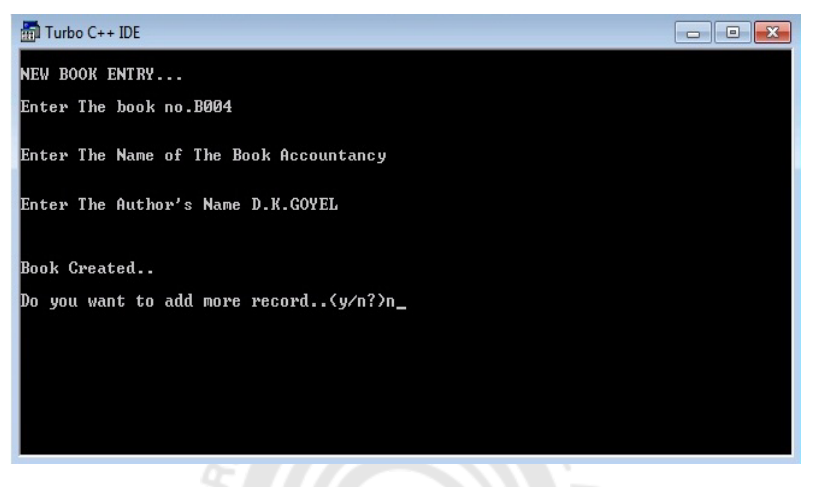 Turbo C++ IDE
NEW BOOK ENTRY...
Enter The book no.B004
Enter The Name of The Book Accountancy
Enter The Author's Name D.K.GOYEL
Book Created..
Do you want to add more record..(y/n?)n_